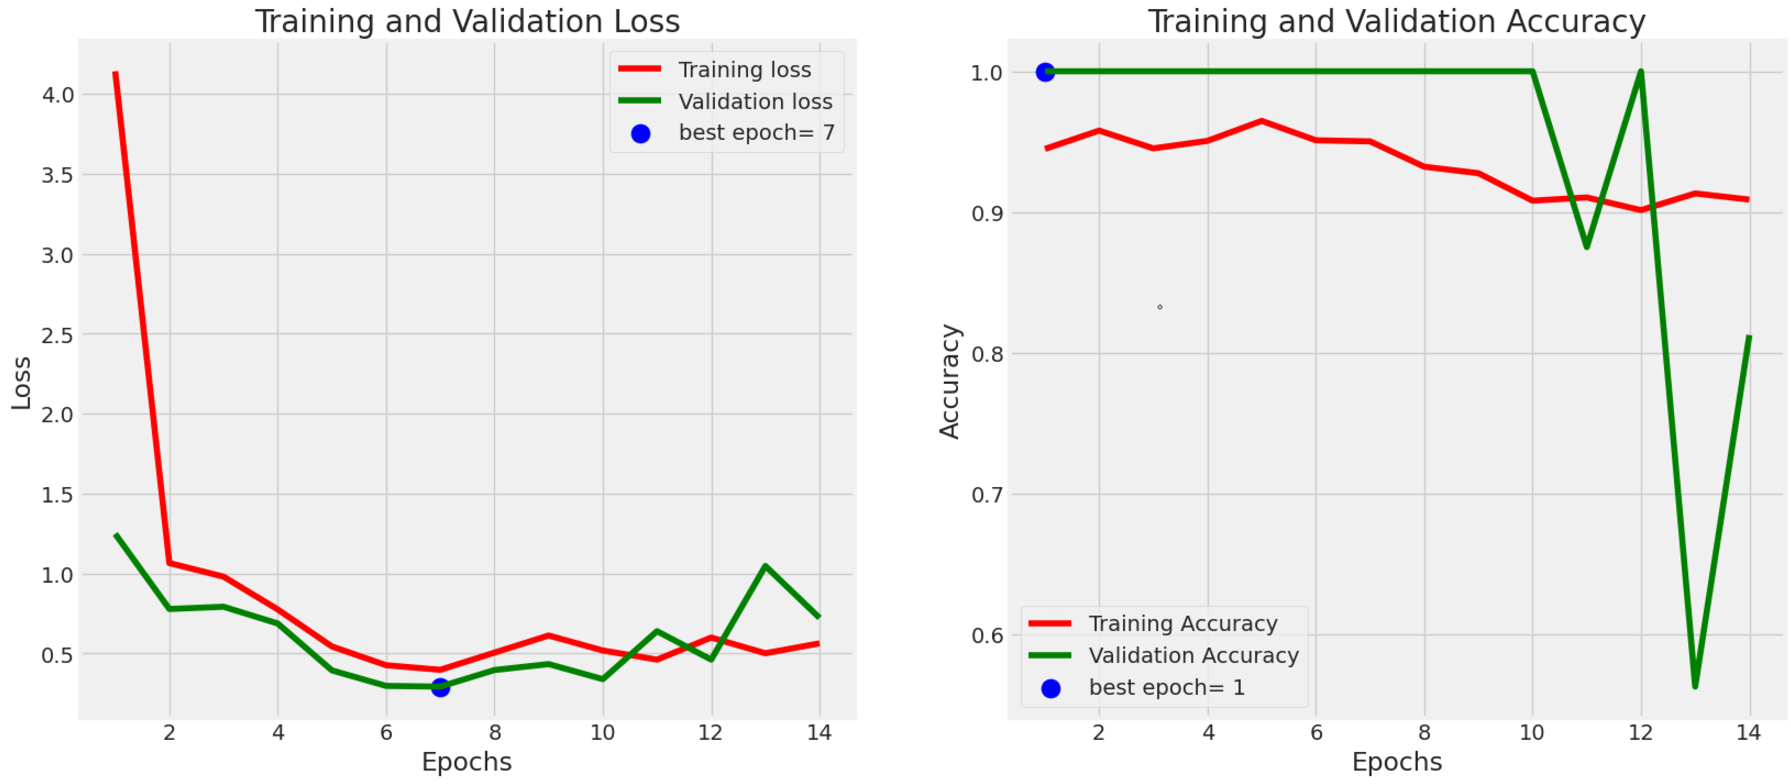 Training and Validation Loss
Training loss
Validation loss
best epoch= 7
4.0
3.5
3.0
2.5
2.0
1.5
1.0
0.5
Loss
2 4 6 8 10 12 14
Epochs
Training and Validation Accuracy
1.0
0.9
0.8
0.7
0.6
Accuracy
Training Accuracy
Validation Accuracy
best epoch= 1
2 4 6 8 10 12 14
Epochs